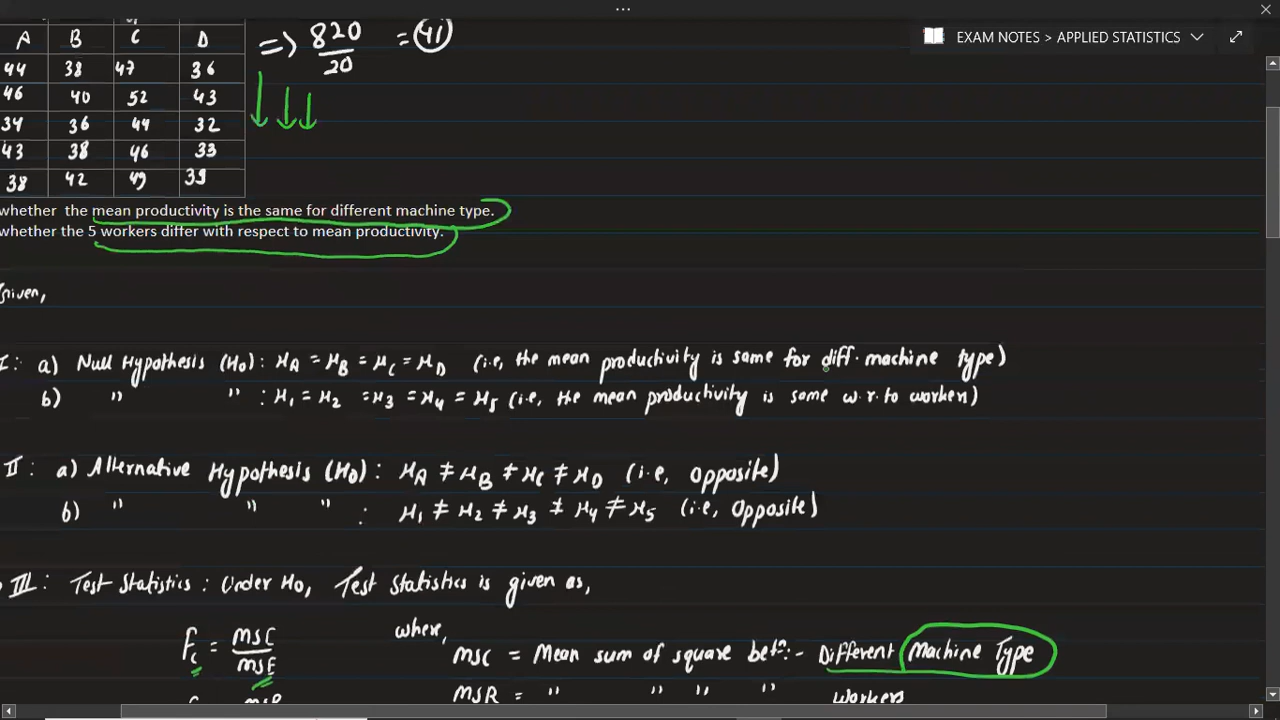 ...
EXAM NOTES > APPLIED STATISTICS
A B C D => 820/20 = 41
44 38 47 36
46 40 52 43
34 36 44 32
43 38 46 33
38 42 49 39
whether the mean productivity is the same for different machine type.
whether the 5 workers differ with respect to mean productivity.
Given,
I: a) Null Hypothesis (H0): μA = μB = μC = μD (i.e, the mean productivity is same for diff. machine type)
b) " " : μ1 = μ2 = μ3 = μ4 = μ5 (i.e, the mean productivity is same w.r.to worker)
II: a) Alternative Hypothesis (H0): μA ≠ μB ≠ μC ≠ μD (i.e, opposite)
b) " " " : μ1 ≠ μ2 ≠ μ3 ≠ μ4 ≠ μ5 (i.e, opposite)
III: Test Statistics: Under H0, Test statistics is given as,
Fc = MSC/MSE where,
MSC = Mean sum of square betn:- Different Machine Type
MSR = " " " " Workers